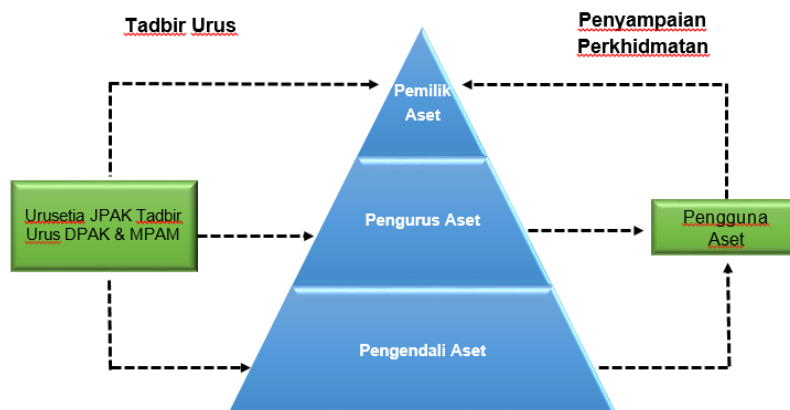 Tadbir Urus
Penyampaian
Perkhidmatan
Pemilik
Aset
Urusetia JPAK Tadbir
Urus DPAK & MPAM
Pengurus Aset
Pengguna
Aset
Pengendali Aset